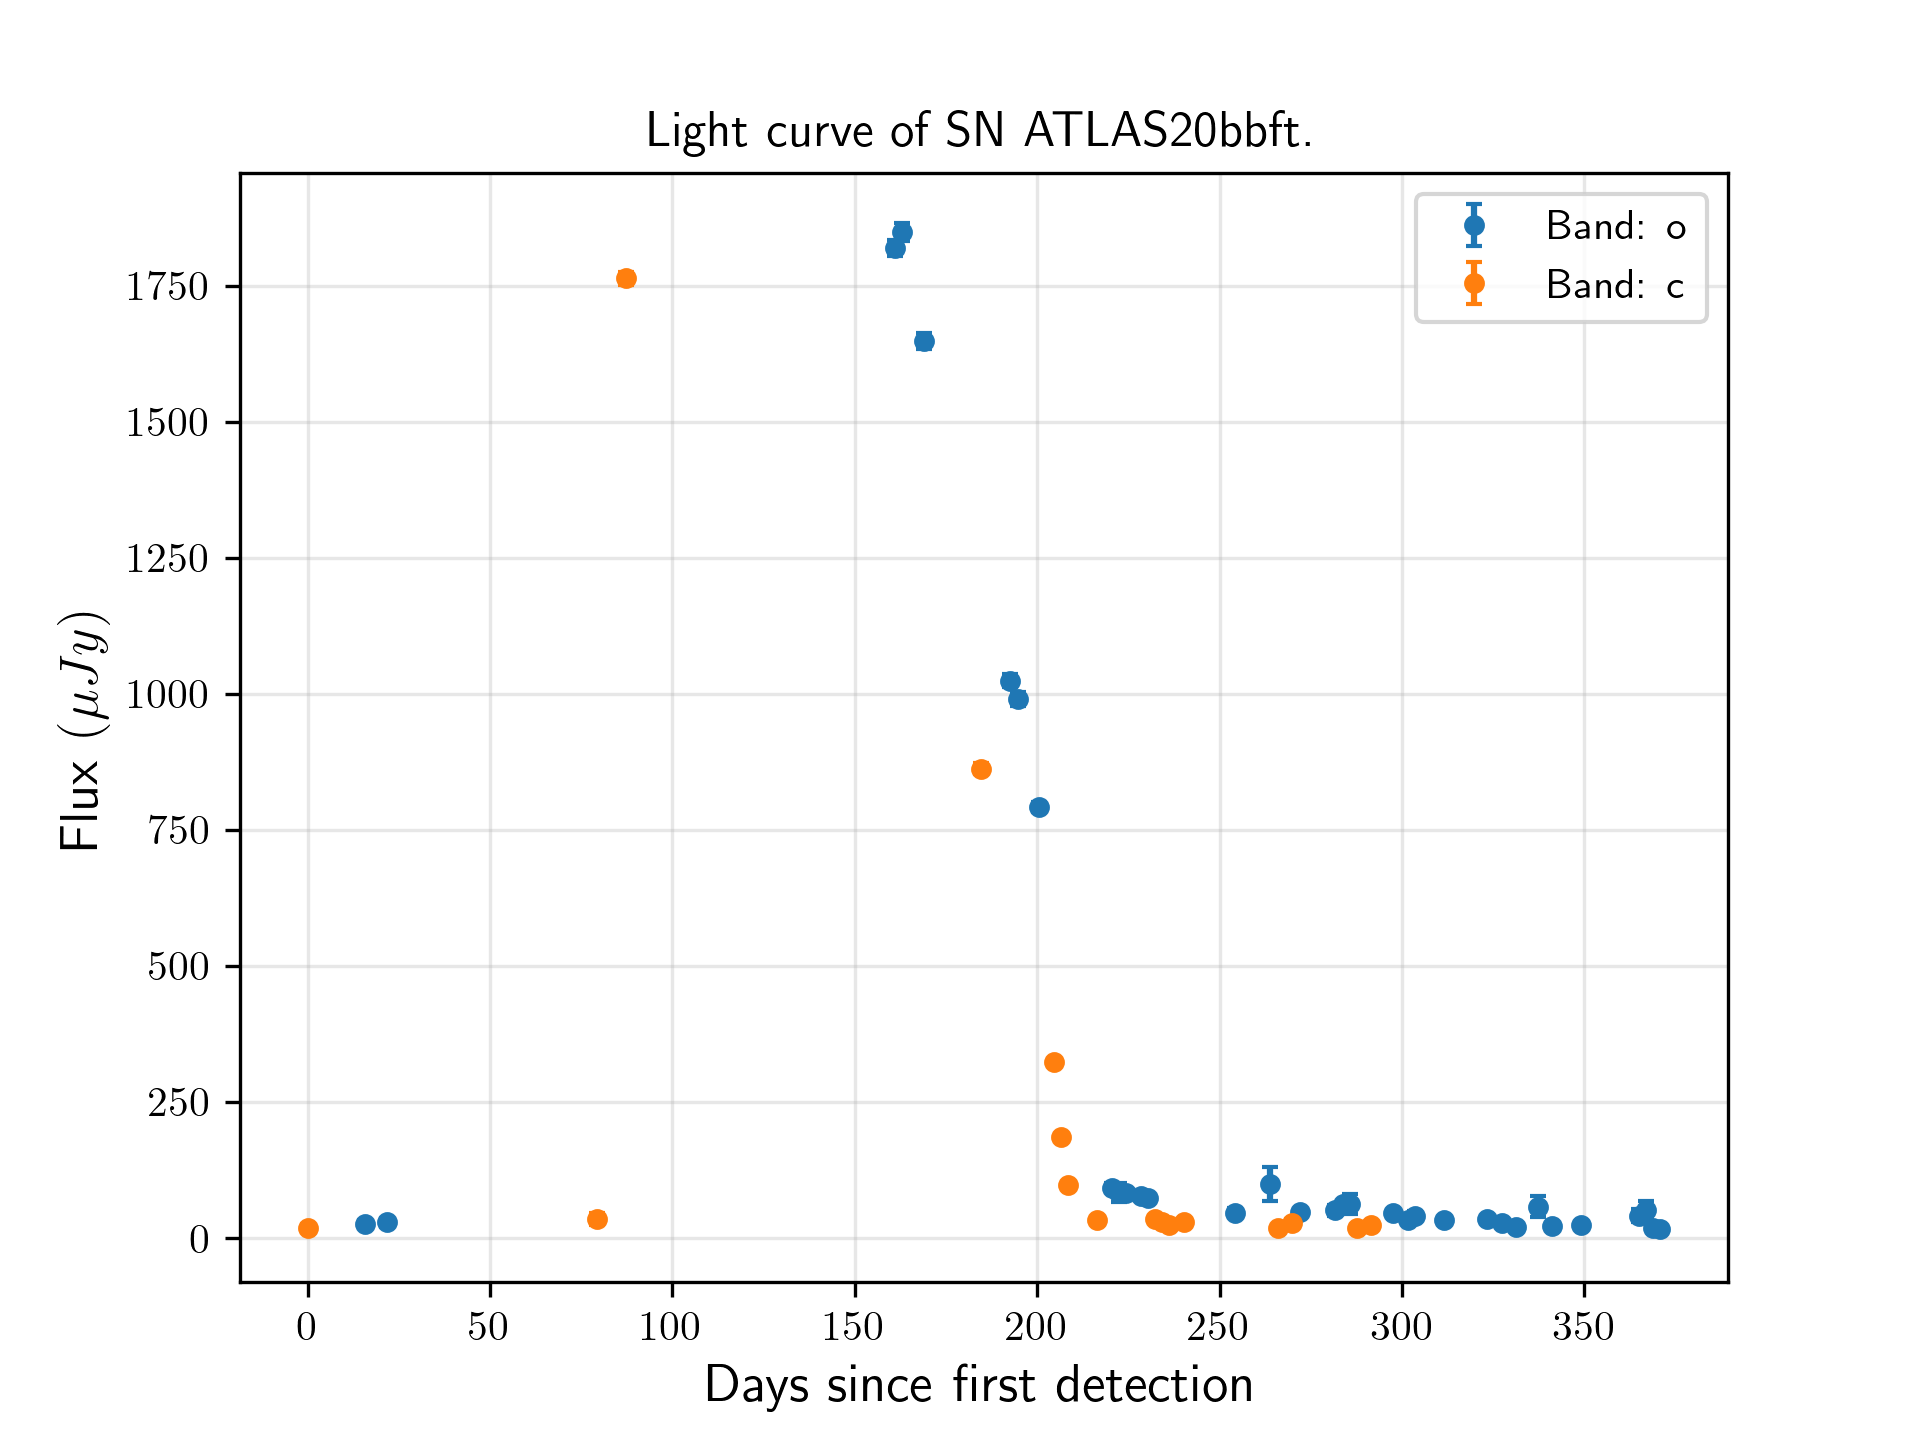 Light curve of SN ATLAS20bbft.
Band: o
Band: c
1750
1500
1250
1000
750
500
250
0
Flux (μJy)
0 50 100 150 200 250 300 350
Days since first detection